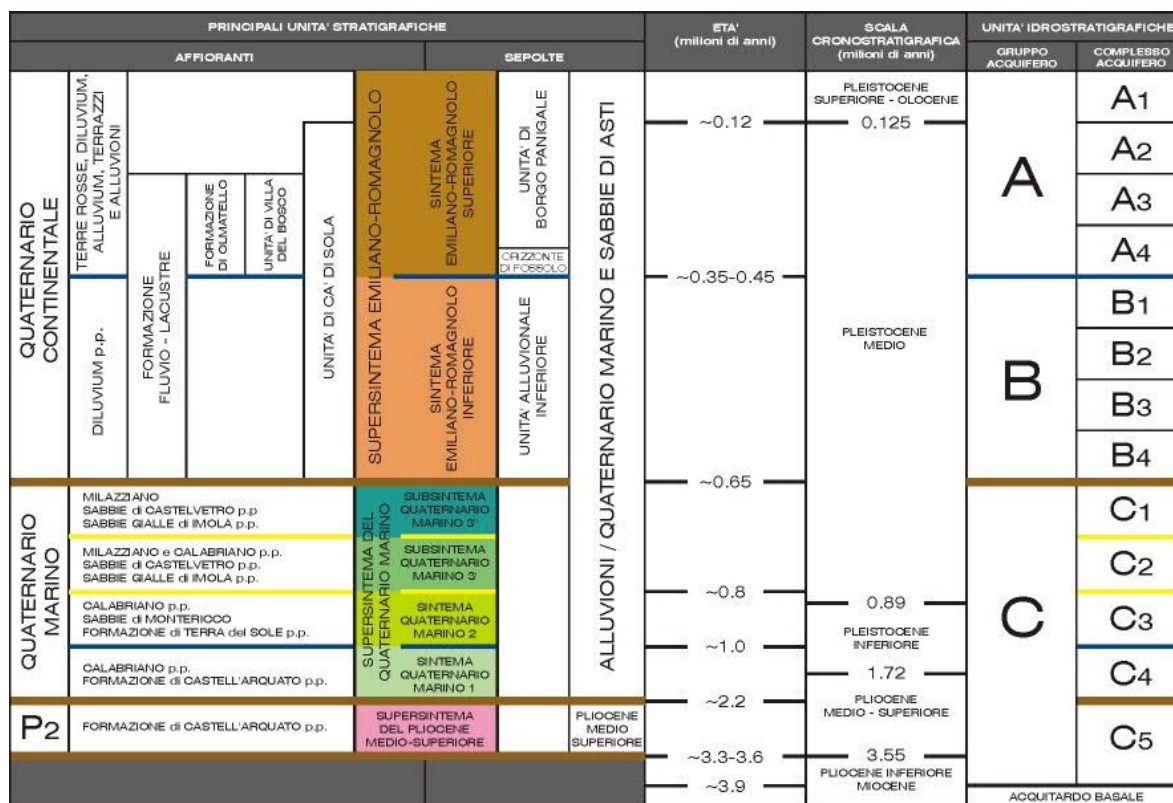 PRINCIPALI UNITA' STRATIGRAFICHE
AFFIORANTI
SEPOLTE
ETA'
(milioni di anni)
SCALA
CRONOSTRATIGRAFICA
(milioni di anni)
UNITA' IDROSTRATIGRAFICHE
GRUPPO
ACQUIFERO
COMPLESSO
ACQUIFERO
QUATERNARIO
CONTINENTALE
TERRE ROSSE, DILUVIUM,
ALLUVIUM, TERRAZZI
E ALLUVIONI
DILUVIUM p.p.
FORMAZIONE
FLUVIO - LACUSTRE
FORMAZIONE
DI OLMATELLO
UNITA' DI VILLA
DEL BOSCO
UNITA' DI CA' DI SOLA
SUPERSINTEMA EMILIANO-ROMAGNOLO
SINTEMA
EMILIANO-ROMAGNOLO
SUPERIORE
SINTEMA
EMILIANO-ROMAGNOLO
INFERIORE
UNITA' DI
BORGO PANIGALE
ORIZZONTE
DI FOSSOLO
UNITA' ALLUVIONALE
INFERIORE
ALLUVIONI / QUATERNARIO MARINO E SABBIE DI ASTI
QUATERNARIO
MARINO
MILAZZIANO
SABBIE di CASTELVETRO p.p
SABBIE GIALLE di IMOLA p.p.
MILAZZIANO e CALABRIANO p.p.
SABBIE di CASTELVETRO p.p.
SABBIE GIALLE di IMOLA p.p.
CALABRIANO p.p.
SABBIE di MONTERICCO
FORMAZIONE di TERRA del SOLE p.p.
CALABRIANO p.p.
FORMAZIONE di CASTELL'ARQUATO p.p.
SUPERSINTEMA DEL
QUATERNARIO MARINO
SUBSINTEMA
QUATERNARIO
MARINO 3"
SUBSINTEMA
QUATERNARIO
MARINO 3'
SINTEMA
QUATERNARIO
MARINO 2
SINTEMA
QUATERNARIO
MARINO 1
P2
FORMAZIONE di CASTELL'ARQUATO p.p.
SUPERSINTEMA
DEL PLIOCENE
MEDIO-SUPERIORE
PLIOCENE
MEDIO
SUPERIORE
~0.12
~0.35-0.45
~0.65
~0.8
~1.0
~2.2
~3.3-3.6
~3.9
PLEISTOCENE
SUPERIORE - OLOCENE
0.125
PLEISTOCENE
MEDIO
0.89
PLEISTOCENE
INFERIORE
1.72
PLIOCENE
MEDIO - SUPERIORE
3.55
PLIOCENE INFERIORE
MIOCENE
A
B
C
A1
A2
A3
A4
B1
B2
B3
B4
C1
C2
C3
C4
C5
ACQUITARDO BASALE